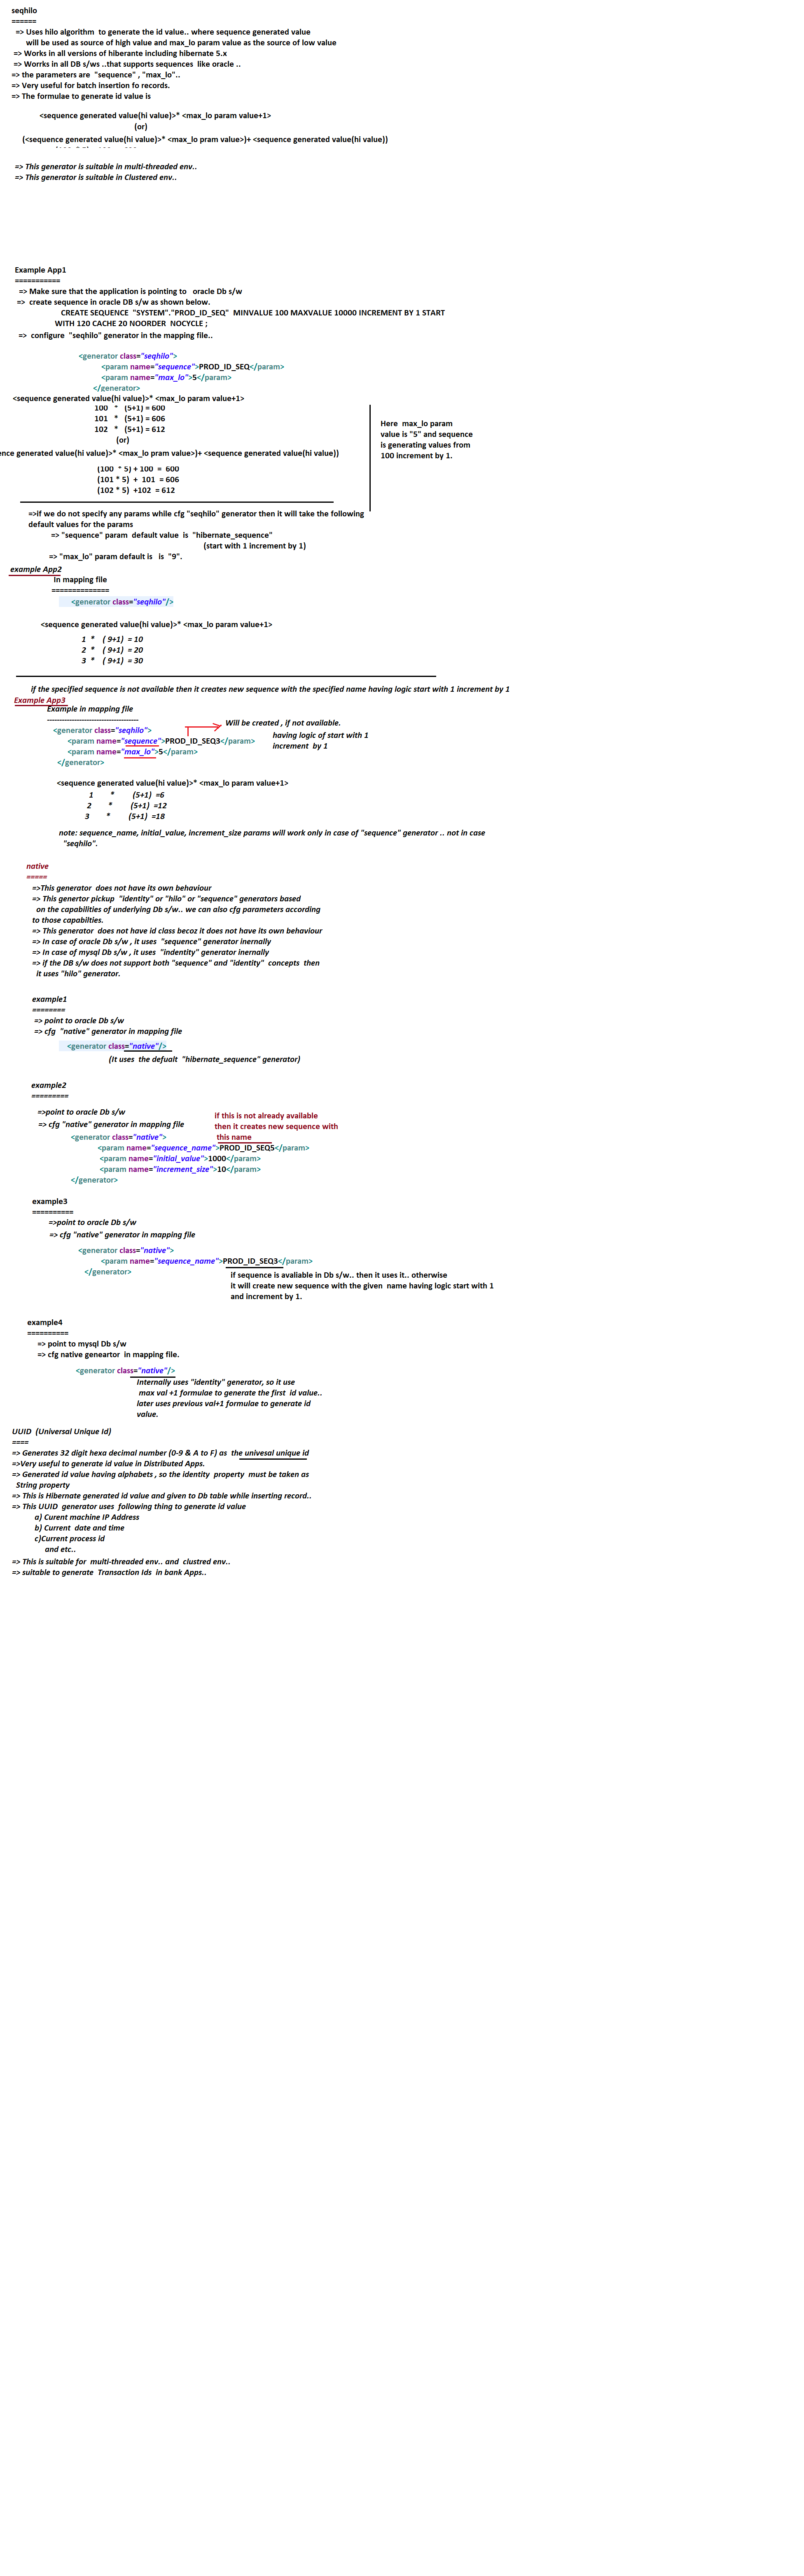 seqhilo
======
=> Uses hilo algorithm to generate the id value.. where sequence generated value
will be used as source of high value and max_lo param value as the source of low value
=> Works in all versions of hiberante including hibernate 5.x
=> Worrks in all DB s/ws ..that supports sequences like oracle ..
=> the parameters are "sequence" , "max_lo"..
=> Very useful for batch insertion fo records.
=> The formulae to generate id value is
<sequence generated value(hi value)>* <max_lo param value+1>
(or)
(<sequence generated value(hi value)>* <max_lo pram value>)+ <sequence generated value(hi value))
=> This generator is suitable in multi-threaded env..
=> This generator is suitable in Clustered env..
Example App1
===========
=> Make sure that the application is pointing to oracle Db s/w
=> create sequence in oracle DB s/w as shown below.
CREATE SEQUENCE "SYSTEM"."PROD_ID_SEQ" MINVALUE 100 MAXVALUE 10000 INCREMENT BY 1 START
WITH 120 CACHE 20 NOORDER NOCYCLE ;
=> configure "seqhilo" generator in the mapping file..
<generator class="seqhilo">
<param name="sequence">PROD_ID_SEQ</param>
<param name="max_lo">5</param>
</generator>
<sequence generated value(hi value)>* <max_lo param value+1>
100 * (5+1) = 600
101 * (5+1) = 606
102 * (5+1) = 612
(or)
Here max_lo param
value is "5" and sequence
is generating values from
100 increment by 1.
ence generated value(hi value)>* <max_lo pram value>)+ <sequence generated value(hi value))
(100 * 5) + 100 = 600
(101 * 5) + 101 = 606
(102 * 5) +102 = 612
=>if we do not specify any params while cfg "seqhilo" generator then it will take the following
default values for the params
=> "sequence" param default value is "hibernate_sequence"
(start with 1 increment by 1)
=> "max_lo" param default is is "9".
example App2
In mapping file
==============
<generator class="seqhilo"/>
<sequence generated value(hi value)>* <max_lo param value+1>
1 * ( 9+1) = 10
2 * ( 9+1) = 20
3 * ( 9+1) = 30
if the specified sequence is not available then it creates new sequence with the specified name having logic start with 1 increment by 1
Example App3
Example in mapping file
-------------------------------------
<generator class="seqhilo">
<param name="sequence">PROD_ID_SEQ3</param>
<param name="max_lo">5</param>
</generator>
Will be created , if not available.
having logic of start with 1
increment by 1
<sequence generated value(hi value)>* <max_lo param value+1>
1 * (5+1) =6
2 * (5+1) =12
3 * (5+1) =18
note: sequence_name, initial_value, increment_size params will work only in case of "sequence" generator .. not in case
"seqhilo".
native
=====
=>This generator does not have its own behaviour
=> This genertor pickup "identity" or "hilo" or "sequence" generators based
on the capabilities of underlying Db s/w.. we can also cfg parameters according
to those capabilties.
=> This generator does not have id class becoz it does not have its own behaviour
=> In case of oracle Db s/w , it uses "sequence" generator inernally
=> In case of mysql Db s/w , it uses "indentity" generator inernally
=> if the DB s/w does not support both "sequence" and "identity" concepts then
it uses "hilo" generator.
example1
========
=> point to oracle Db s/w
=> cfg "native" generator in mapping file
<generator class="native"/>
(It uses the defualt "hibernate_sequence" generator)
example2
=========
=>point to oracle Db s/w
=> cfg "native" generator in mapping file
if this is not already available
then it creates new sequence with
this name
<generator class="native">
<param name="sequence_name">PROD_ID_SEQ5</param>
<param name="initial_value">1000</param>
<param name="increment_size">10</param>
</generator>
example3
==========
=>point to oracle Db s/w
=> cfg "native" generator in mapping file
<generator class="native">
<param name="sequence_name">PROD_ID_SEQ3</param>
</generator>
if sequence is avaliable in Db s/w.. then it uses it.. otherwise
it will create new sequence with the given name having logic start with 1
and increment by 1.
example4
==========
=> point to mysql Db s/w
=> cfg native geneartor in mapping file.
<generator class="native"/>
Internally uses "identity" generator, so it use
max val +1 formulae to generate the first id value..
later uses previous val+1 formulae to generate id
value.
UUID (Universal Unique Id)
====
=> Generates 32 digit hexa decimal number (0-9 & A to F) as the univesal unique id
=>Very useful to generate id value in Distributed Apps.
=> Generated id value having alphabets , so the identity property must be taken as
String property
=> This is Hibernate generated id value and given to Db table while inserting record..
=> This UUID generator uses following thing to generate id value
a) Curent machine IP Address
b) Current date and time
c)Current process id
and etc..
=> This is suitable for multi-threaded env.. and clustred env..
=> suitable to generate Transaction Ids in bank Apps..